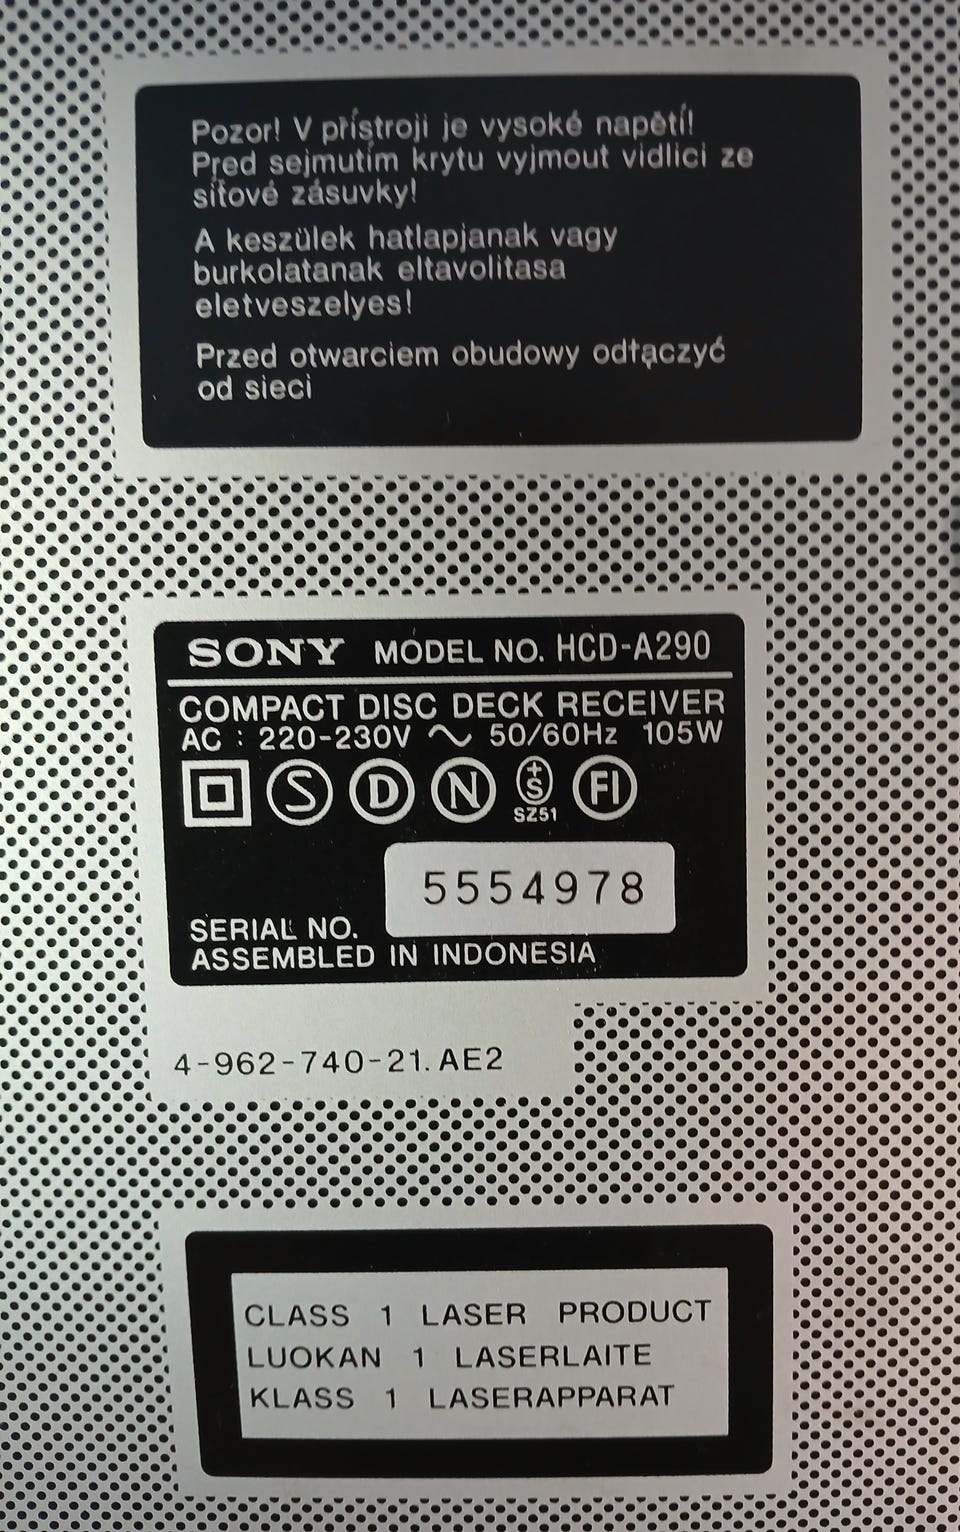 Pozor! V přístroji je vysoké napětí!
Pred sejmutím krytu vyjmout vidlici ze
síťové zásuvky!
A keszülek hatlapjanak vagy
burkolatanak eltavolitasa
eletveszelyes!
Przed otwarciem obudowy odłączyć
od sieci
SONY MODEL NO. HCD-A290
COMPACT DISC DECK RECEIVER
AC : 220-230V ~ 50/60Hz 105W
S D N +S FI
SZ51
5554978
SERIAL NO.
ASSEMBLED IN INDONESIA
4-962-740-21. AE2
CLASS 1 LASER PRODUCT
LUOKAN 1 LASERLAITE
KLASS 1 LASERAPPARAT